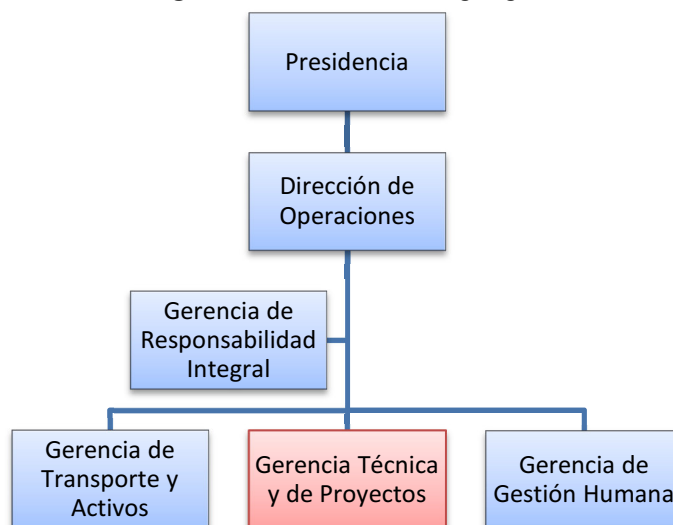 Presidencia
Dirección de
Operaciones
Gerencia de
Responsabilidad
Integral
Gerencia de
Transporte y
Activos
Gerencia Técnica
y de Proyectos
Gerencia de
Gestión Humana